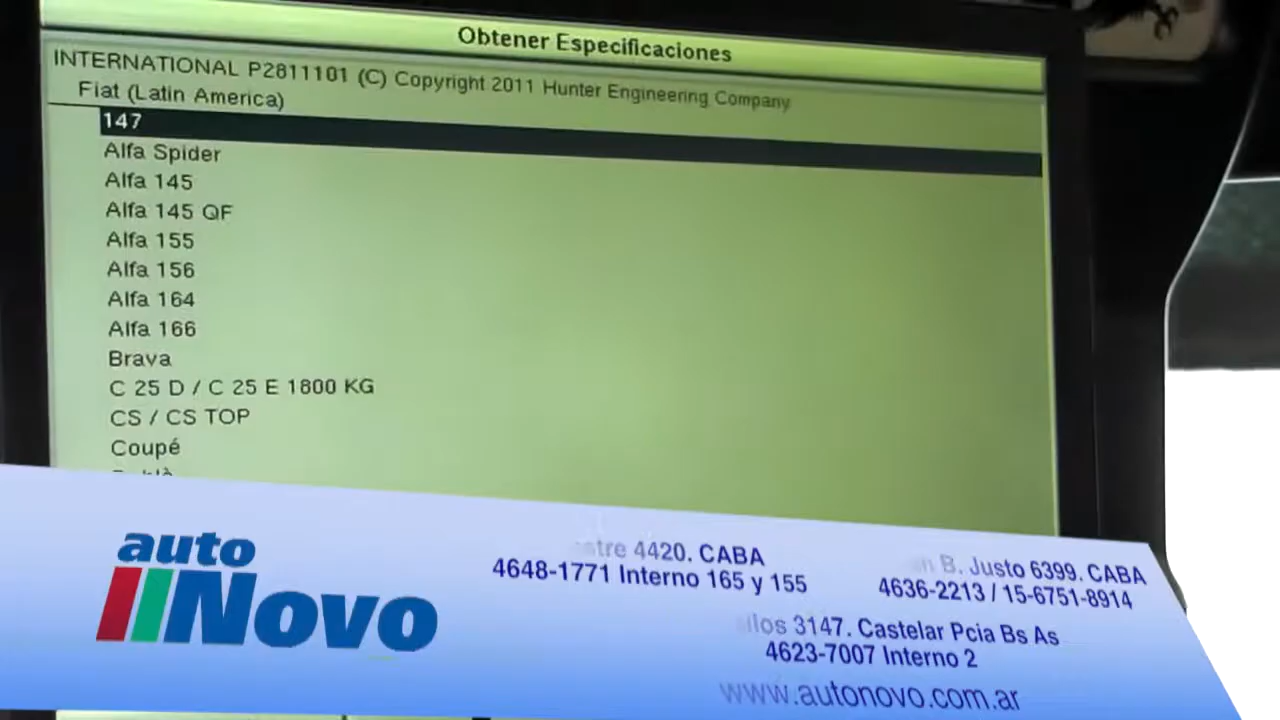 Obtener Especificaciones
INTERNATIONAL P2811101 (C) Copyright 2011 Hunter Engineering Company
Fiat (Latin America)
147
Alfa Spider
Alfa 145
Alfa 145 QF
Alfa 155
Alfa 156
Alfa 164
Alfa 166
Brava
C 25 D / C 25 E 1800 KG
CS / CS TOP
Coupé
auto
Novo
4420. CABA
4648-1771 Interno 165 y 155
B. Justo 6399. CABA
4636-2213 / 15-6751-8914
3147. Castelar Pcia Bs As
4623-7007 Interno 2
www.autonovo.com.ar